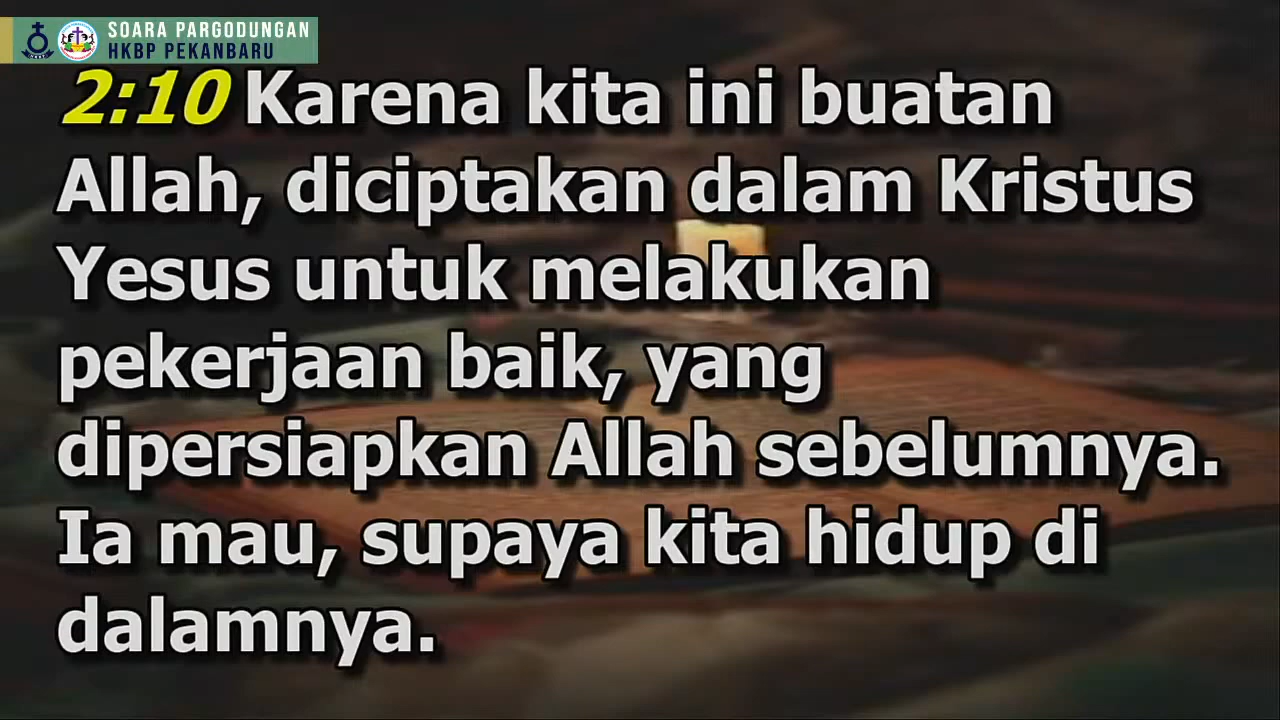 SOARA PARGODUNGAN
HKBP PEKANBARU
2:10 Karena kita ini buatan
Allah, diciptakan dalam Kristus
Yesus untuk melakukan
pekerjaan baik, yang
dipersiapkan Allah sebelumnya.
Ia mau, supaya kita hidup di
dalamnya.